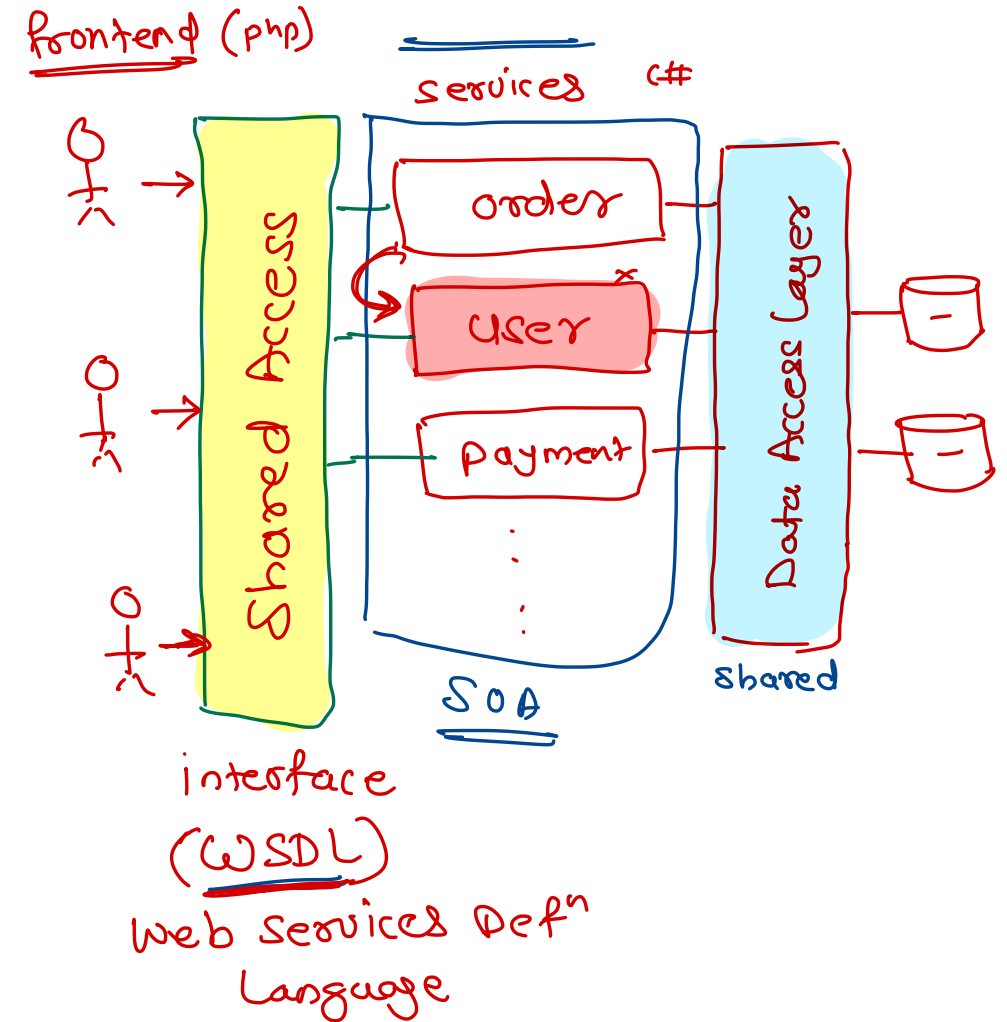 frontend (php)
services C#
Shared Access
order
user
x
payment
Data Access Layer
shared
SOA
interface
(WSDL)
Web Services Defⁿ
Language